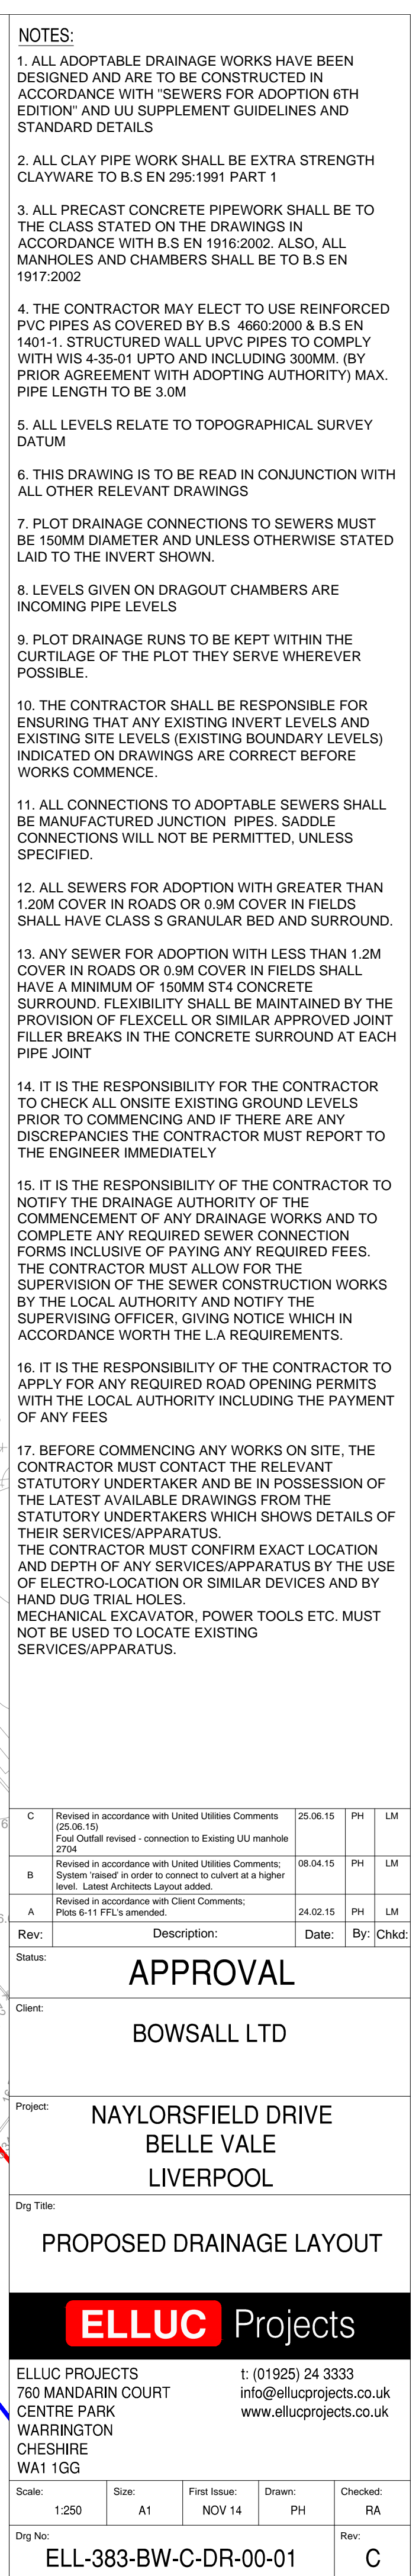 NOTES:
1. ALL ADOPTABLE DRAINAGE WORKS HAVE BEEN
DESIGNED AND ARE TO BE CONSTRUCTED IN
ACCORDANCE WITH "SEWERS FOR ADOPTION 6TH
EDITION" AND UU SUPPLEMENT GUIDELINES AND
STANDARD DETAILS
2. ALL CLAY PIPE WORK SHALL BE EXTRA STRENGTH
CLAYWARE TO B.S EN 295:1991 PART 1
3. ALL PRECAST CONCRETE PIPEWORK SHALL BE TO
THE CLASS STATED ON THE DRAWINGS IN
ACCORDANCE WITH B.S EN 1916:2002. ALSO, ALL
MANHOLES AND CHAMBERS SHALL BE TO B.S EN
1917:2002
4. THE CONTRACTOR MAY ELECT TO USE REINFORCED
PVC PIPES AS COVERED BY B.S 4660:2000 & B.S EN
1401-1. STRUCTURED WALL UPVC PIPES TO COMPLY
WITH WIS 4-35-01 UPTO AND INCLUDING 300MM. (BY
PRIOR AGREEMENT WITH ADOPTING AUTHORITY) MAX.
PIPE LENGTH TO BE 3.0M
5. ALL LEVELS RELATE TO TOPOGRAPHICAL SURVEY
DATUM
6. THIS DRAWING IS TO BE READ IN CONJUNCTION WITH
ALL OTHER RELEVANT DRAWINGS
7. PLOT DRAINAGE CONNECTIONS TO SEWERS MUST
BE 150MM DIAMETER AND UNLESS OTHERWISE STATED
LAID TO THE INVERT SHOWN.
8. LEVELS GIVEN ON DRAGOUT CHAMBERS ARE
INCOMING PIPE LEVELS
9. PLOT DRAINAGE RUNS TO BE KEPT WITHIN THE
CURTILAGE OF THE PLOT THEY SERVE WHEREVER
POSSIBLE.
10. THE CONTRACTOR SHALL BE RESPONSIBLE FOR
ENSURING THAT ANY EXISTING INVERT LEVELS AND
EXISTING SITE LEVELS (EXISTING BOUNDARY LEVELS)
INDICATED ON DRAWINGS ARE CORRECT BEFORE
WORKS COMMENCE.
11. ALL CONNECTIONS TO ADOPTABLE SEWERS SHALL
BE MANUFACTURED JUNCTION PIPES. SADDLE
CONNECTIONS WILL NOT BE PERMITTED, UNLESS
SPECIFIED.
12. ALL SEWERS FOR ADOPTION WITH GREATER THAN
1.20M COVER IN ROADS OR 0.9M COVER IN FIELDS
SHALL HAVE CLASS S GRANULAR BED AND SURROUND.
13. ANY SEWER FOR ADOPTION WITH LESS THAN 1.2M
COVER IN ROADS OR 0.9M COVER IN FIELDS SHALL
HAVE A MINIMUM OF 150MM ST4 CONCRETE
SURROUND. FLEXIBILITY SHALL BE MAINTAINED BY THE
PROVISION OF FLEXCELL OR SIMILAR APPROVED JOINT
FILLER BREAKS IN THE CONCRETE SURROUND AT EACH
PIPE JOINT
14. IT IS THE RESPONSIBILITY FOR THE CONTRACTOR
TO CHECK ALL ONSITE EXISTING GROUND LEVELS
PRIOR TO COMMENCING AND IF THERE ARE ANY
DISCREPANCIES THE CONTRACTOR MUST REPORT TO
THE ENGINEER IMMEDIATELY
15. IT IS THE RESPONSIBILITY OF THE CONTRACTOR TO
NOTIFY THE DRAINAGE AUTHORITY OF THE
COMMENCEMENT OF ANY DRAINAGE WORKS AND TO
COMPLETE ANY REQUIRED SEWER CONNECTION
FORMS INCLUSIVE OF PAYING ANY REQUIRED FEES.
THE CONTRACTOR MUST ALLOW FOR THE
SUPERVISION OF THE SEWER CONSTRUCTION WORKS
BY THE LOCAL AUTHORITY AND NOTIFY THE
SUPERVISING OFFICER, GIVING NOTICE WHICH IN
ACCORDANCE WORTH THE L.A REQUIREMENTS.
16. IT IS THE RESPONSIBILITY OF THE CONTRACTOR TO
APPLY FOR ANY REQUIRED ROAD OPENING PERMITS
WITH THE LOCAL AUTHORITY INCLUDING THE PAYMENT
OF ANY FEES
17. BEFORE COMMENCING ANY WORKS ON SITE, THE
CONTRACTOR MUST CONTACT THE RELEVANT
STATUTORY UNDERTAKER AND BE IN POSSESSION OF
THE LATEST AVAILABLE DRAWINGS FROM THE
STATUTORY UNDERTAKERS WHICH SHOWS DETAILS OF
THEIR SERVICES/APPARATUS.
THE CONTRACTOR MUST CONFIRM EXACT LOCATION
AND DEPTH OF ANY SERVICES/APPARATUS BY THE USE
OF ELECTRO-LOCATION OR SIMILAR DEVICES AND BY
HAND DUG TRIAL HOLES.
MECHANICAL EXCAVATOR, POWER TOOLS ETC. MUST
NOT BE USED TO LOCATE EXISTING
SERVICES/APPARATUS.
C Revised in accordance with United Utilities Comments 25.06.15 PH LM
(25.06.15)
Foul Outfall revised - connection to Existing UU manhole
2704
Revised in accordance with United Utilities Comments; 08.04.15 PH LM
B System 'raised' in order to connect to culvert at a higher
level. Latest Architects Layout added.
Revised in accordance with Client Comments;
A Plots 6-11 FFL's amended. 24.02.15 PH LM
Rev: Description: Date: By: Chkd:
Status:
APPROVAL
Client:
BOWSALL LTD
Project:
NAYLORSFIELD DRIVE
BELLE VALE
LIVERPOOL
Drg Title:
PROPOSED DRAINAGE LAYOUT
ELLUC Projects
ELLUC PROJECTS t: (01925) 24 3333
760 MANDARIN COURT info@ellucprojects.co.uk
CENTRE PARK www.ellucprojects.co.uk
WARRINGTON
CHESHIRE
WA1 1GG
Scale: Size: First Issue: Drawn: Checked:
1:250 A1 NOV 14 PH RA
Drg No: Rev:
ELL-383-BW-C-DR-00-01 C